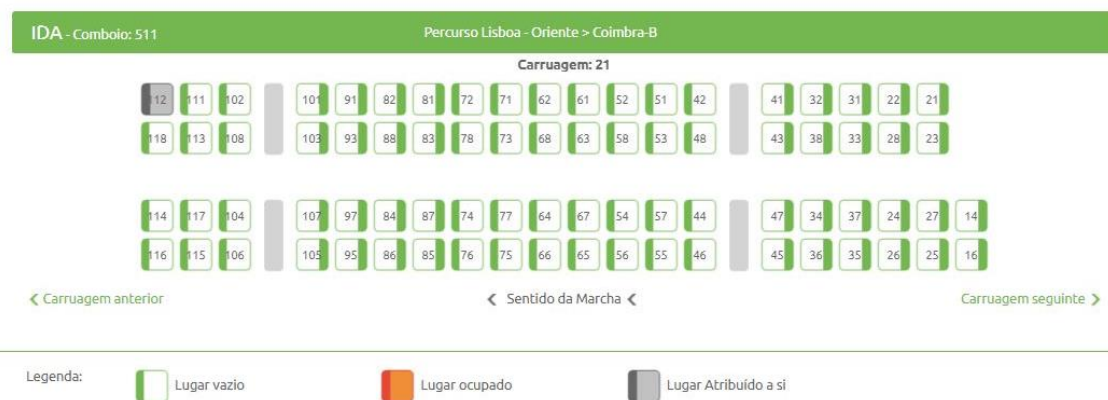 IDA - Comboio: 511 Percurso Lisboa - Oriente > Coimbra-B
Carruagem: 21
112 111 102 101 91 82 81 72 71 62 61 52 51 42 41 32 31 22 21
118 113 108 103 93 88 83 78 73 68 63 58 53 48 43 38 33 28 23
114 117 104 107 97 84 87 74 77 64 67 54 57 44 47 34 37 24 27 14
116 115 106 105 95 86 85 76 75 66 65 56 55 46 45 36 35 26 25 16
Carruagem anterior Sentido da Marcha Carruagem seguinte
Legenda: Lugar vazio Lugar ocupado Lugar Atribuído a si